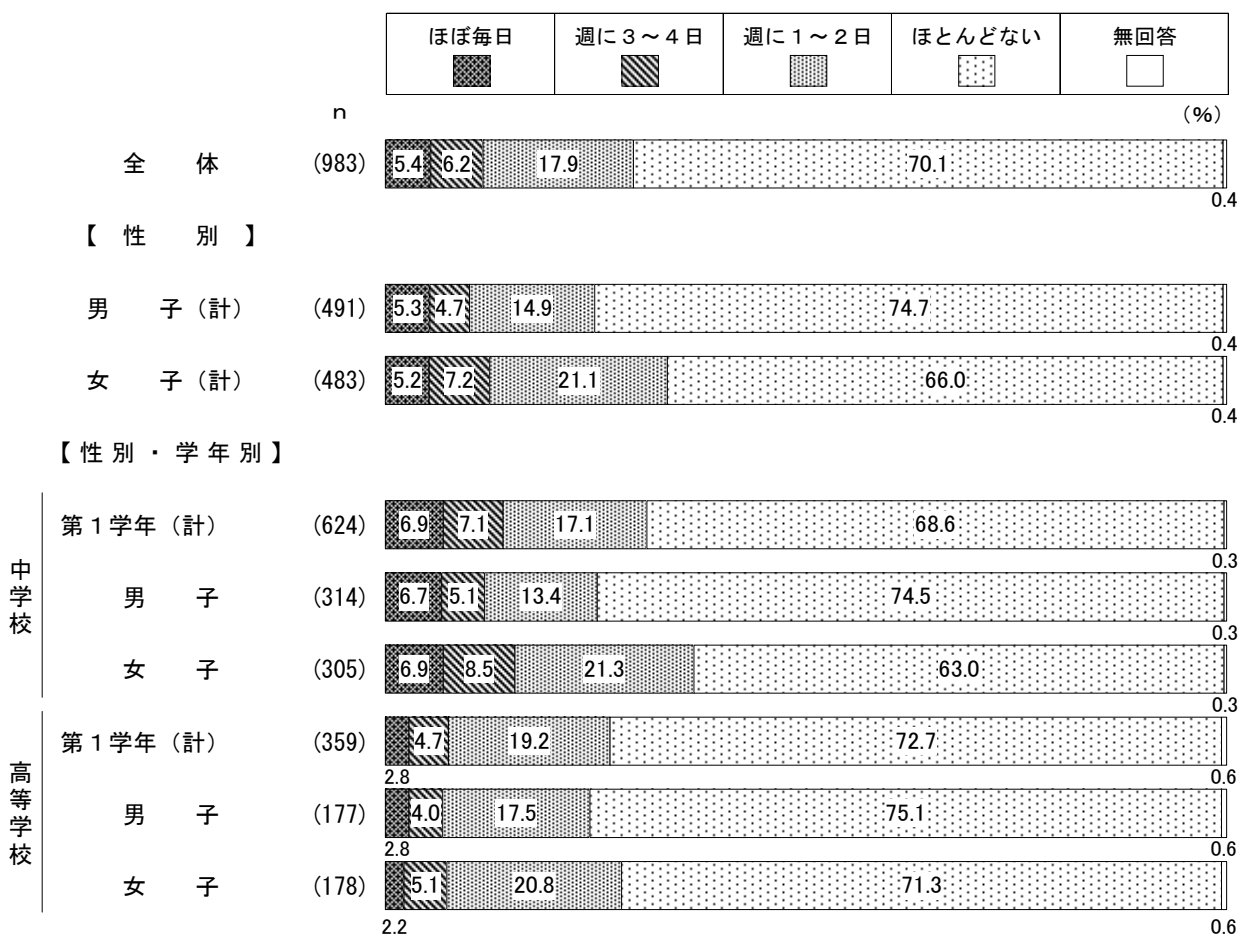 ほぼ毎日 週に３～４日 週に１～２日 ほとんどない 無回答
ｎ (%)
全　体 (983) 5.4 6.2 17.9 70.1
0.4
【 性　別 】
男　子（計） (491) 5.3 4.7 14.9 74.7
0.4
女　子（計） (483) 5.2 7.2 21.1 66.0
0.4
【 性 別 ・ 学 年 別 】
中学校
第１学年（計） (624) 6.9 7.1 17.1 68.6
0.3
男　子 (314) 6.7 5.1 13.4 74.5
0.3
女　子 (305) 6.9 8.5 21.3 63.0
0.3
高等学校
第１学年（計） (359) 4.7 19.2 72.7
2.8 0.6
男　子 (177) 4.0 17.5 75.1
2.8 0.6
女　子 (178) 5.1 20.8 71.3
2.2 0.6